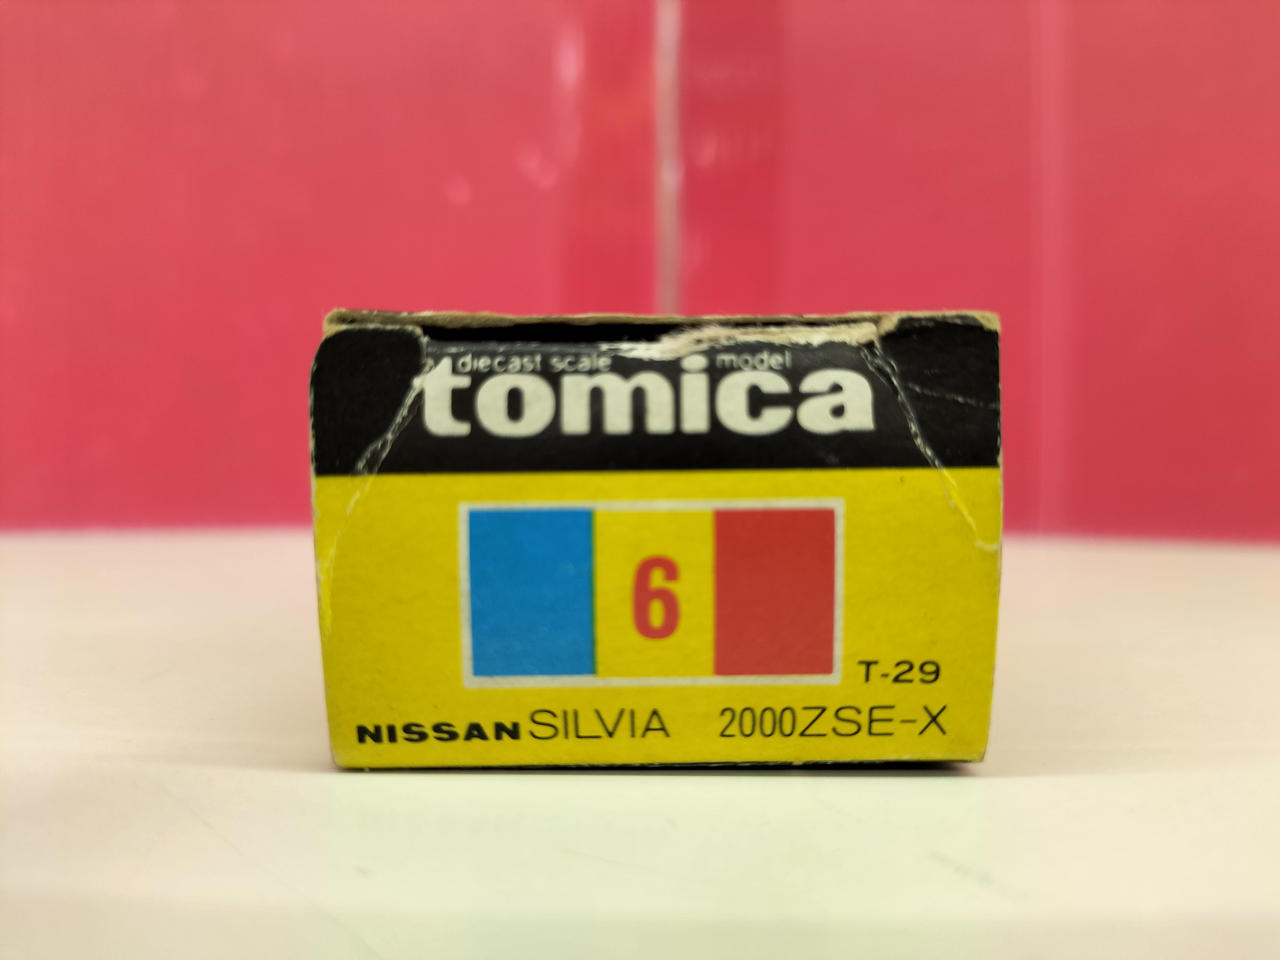 diecast scale model
tomica
6
T-29
NISSAN SILVIA 2000ZSE-X